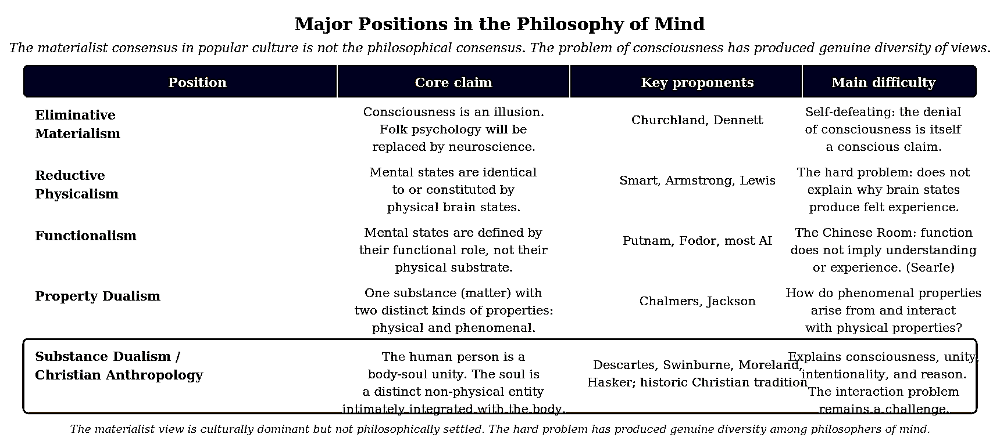 Major Positions in the Philosophy of Mind
The materialist consensus in popular culture is not the philosophical consensus. The problem of consciousness has produced genuine diversity of views.
Position
Core claim
Key proponents
Main difficulty
Eliminative
Materialism
Consciousness is an illusion.
Folk psychology will be
replaced by neuroscience.
Churchland, Dennett
Self-defeating: the denial
of consciousness is itself
a conscious claim.
Reductive
Physicalism
Mental states are identical
to or constituted by
physical brain states.
Smart, Armstrong, Lewis
The hard problem: does not
explain why brain states
produce felt experience.
Functionalism
Mental states are defined by
their functional role, not their
physical substrate.
Putnam, Fodor, most AI
The Chinese Room: function
does not imply understanding
or experience. (Searle)
Property Dualism
One substance (matter) with
two distinct kinds of properties:
physical and phenomenal.
Chalmers, Jackson
How do phenomenal properties
arise from and interact
with physical properties?
Substance Dualism /
Christian Anthropology
The human person is a
body-soul unity. The soul is
a distinct non-physical entity
intimately integrated with the body.
Descartes, Swinburne, Moreland,
Hasker; historic Christian tradition
Explains consciousness, unity,
intentionality, and reason.
The interaction problem
remains a challenge.
The materialist view is culturally dominant but not philosophically settled. The hard problem has produced genuine diversity among philosophers of mind.